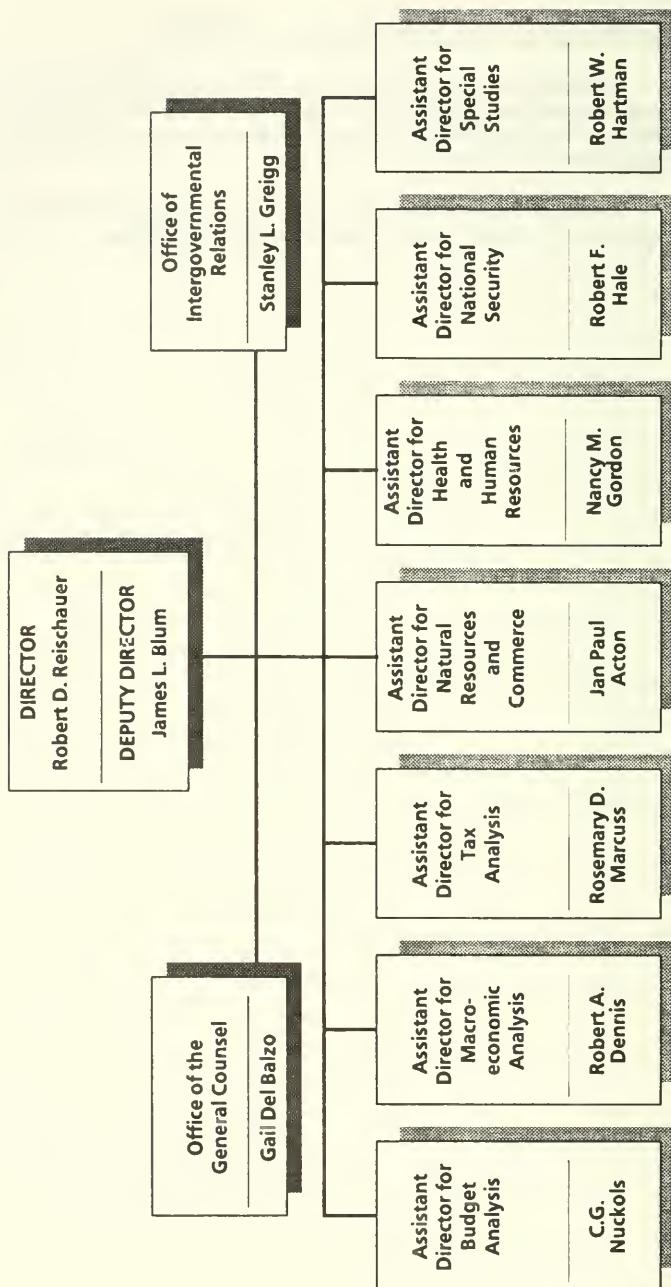 DIRECTOR
Robert D. Reischauer
DEPUTY DIRECTOR
James L. Blum
Office of the
General Counsel
Gail Del Balzo
Office of
Intergovernmental
Relations
Stanley L. Greigg
Assistant
Director for
Budget
Analysis
C.G.
Nuckols
Assistant
Director for
Macro-
economic
Analysis
Robert A.
Dennis
Assistant
Director for
Tax
Analysis
Rosemary D.
Marcuss
Assistant
Director for
Natural
Resources
and
Commerce
Jan Paul
Acton
Assistant
Director for
Health
and
Human
Resources
Nancy M.
Gordon
Assistant
Director for
National
Security
Robert F.
Hale
Assistant
Director for
Special
Studies
Robert W.
Hartman